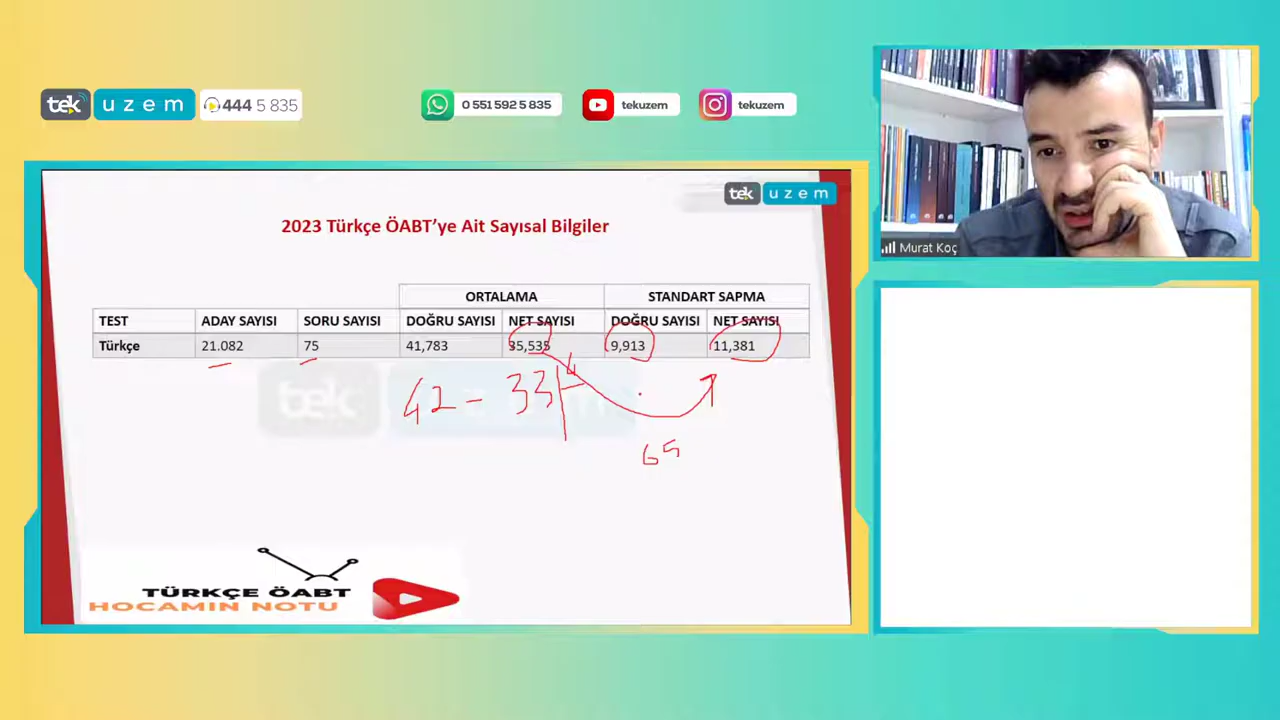 tek uzem 444 5 835 0 551 592 5 835 tekuzem tekuzem
tek uzem
2023 Türkçe ÖABT'ye Ait Sayısal Bilgiler
ORTALAMA STANDART SAPMA
TEST ADAY SAYISI SORU SAYISI DOĞRU SAYISI NET SAYISI DOĞRU SAYISI NET SAYISI
Türkçe 21.082 75 41,783 35,535 9,913 11,381
42 - 33 4
65
tek uzem
TÜRKÇE ÖABT
HOCAMIN NOTU
Murat Koç